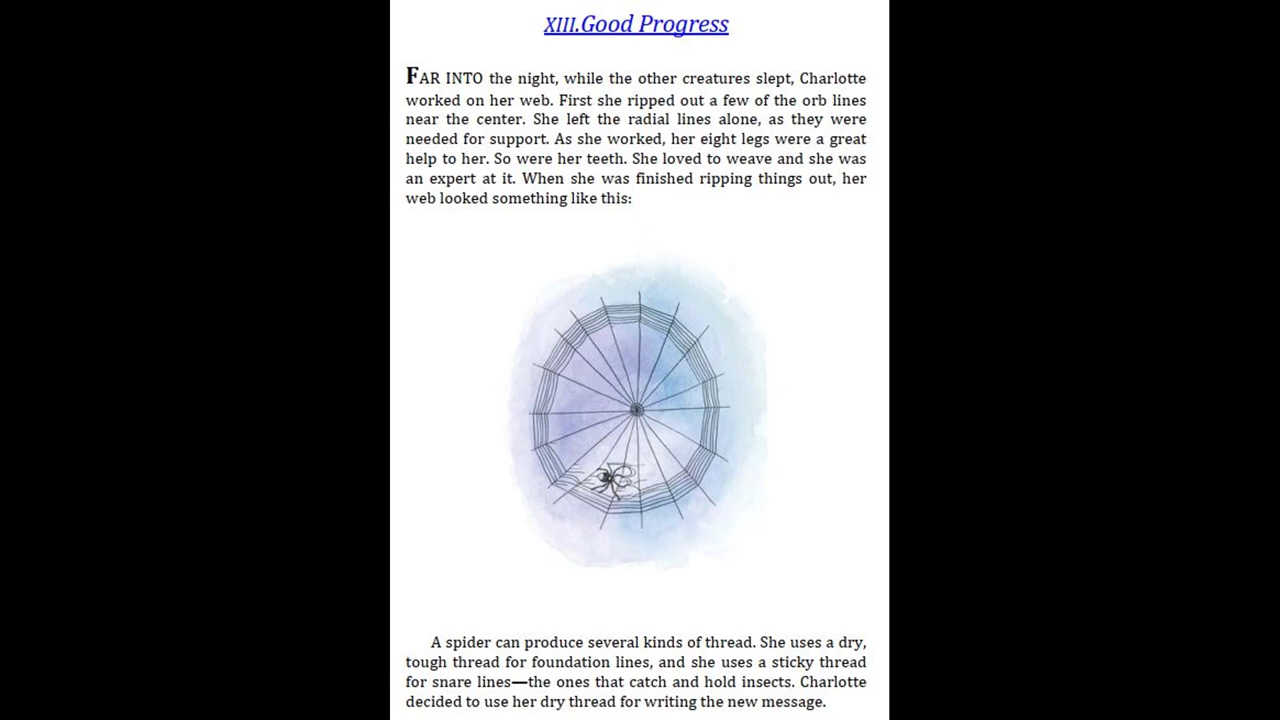 XIII.Good Progress
FAR INTO the night, while the other creatures slept, Charlotte
worked on her web. First she ripped out a few of the orb lines
near the center. She left the radial lines alone, as they were
needed for support. As she worked, her eight legs were a great
help to her. So were her teeth. She loved to weave and she was
an expert at it. When she was finished ripping things out, her
web looked something like this:
A spider can produce several kinds of thread. She uses a dry,
tough thread for foundation lines, and she uses a sticky thread
for snare lines—the ones that catch and hold insects. Charlotte
decided to use her dry thread for writing the new message.